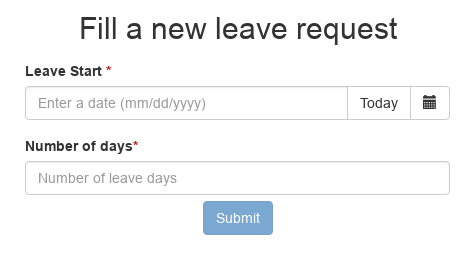 Fill a new leave request
Leave Start *
Enter a date (mm/dd/yyyy) Today
Number of days*
Number of leave days
Submit